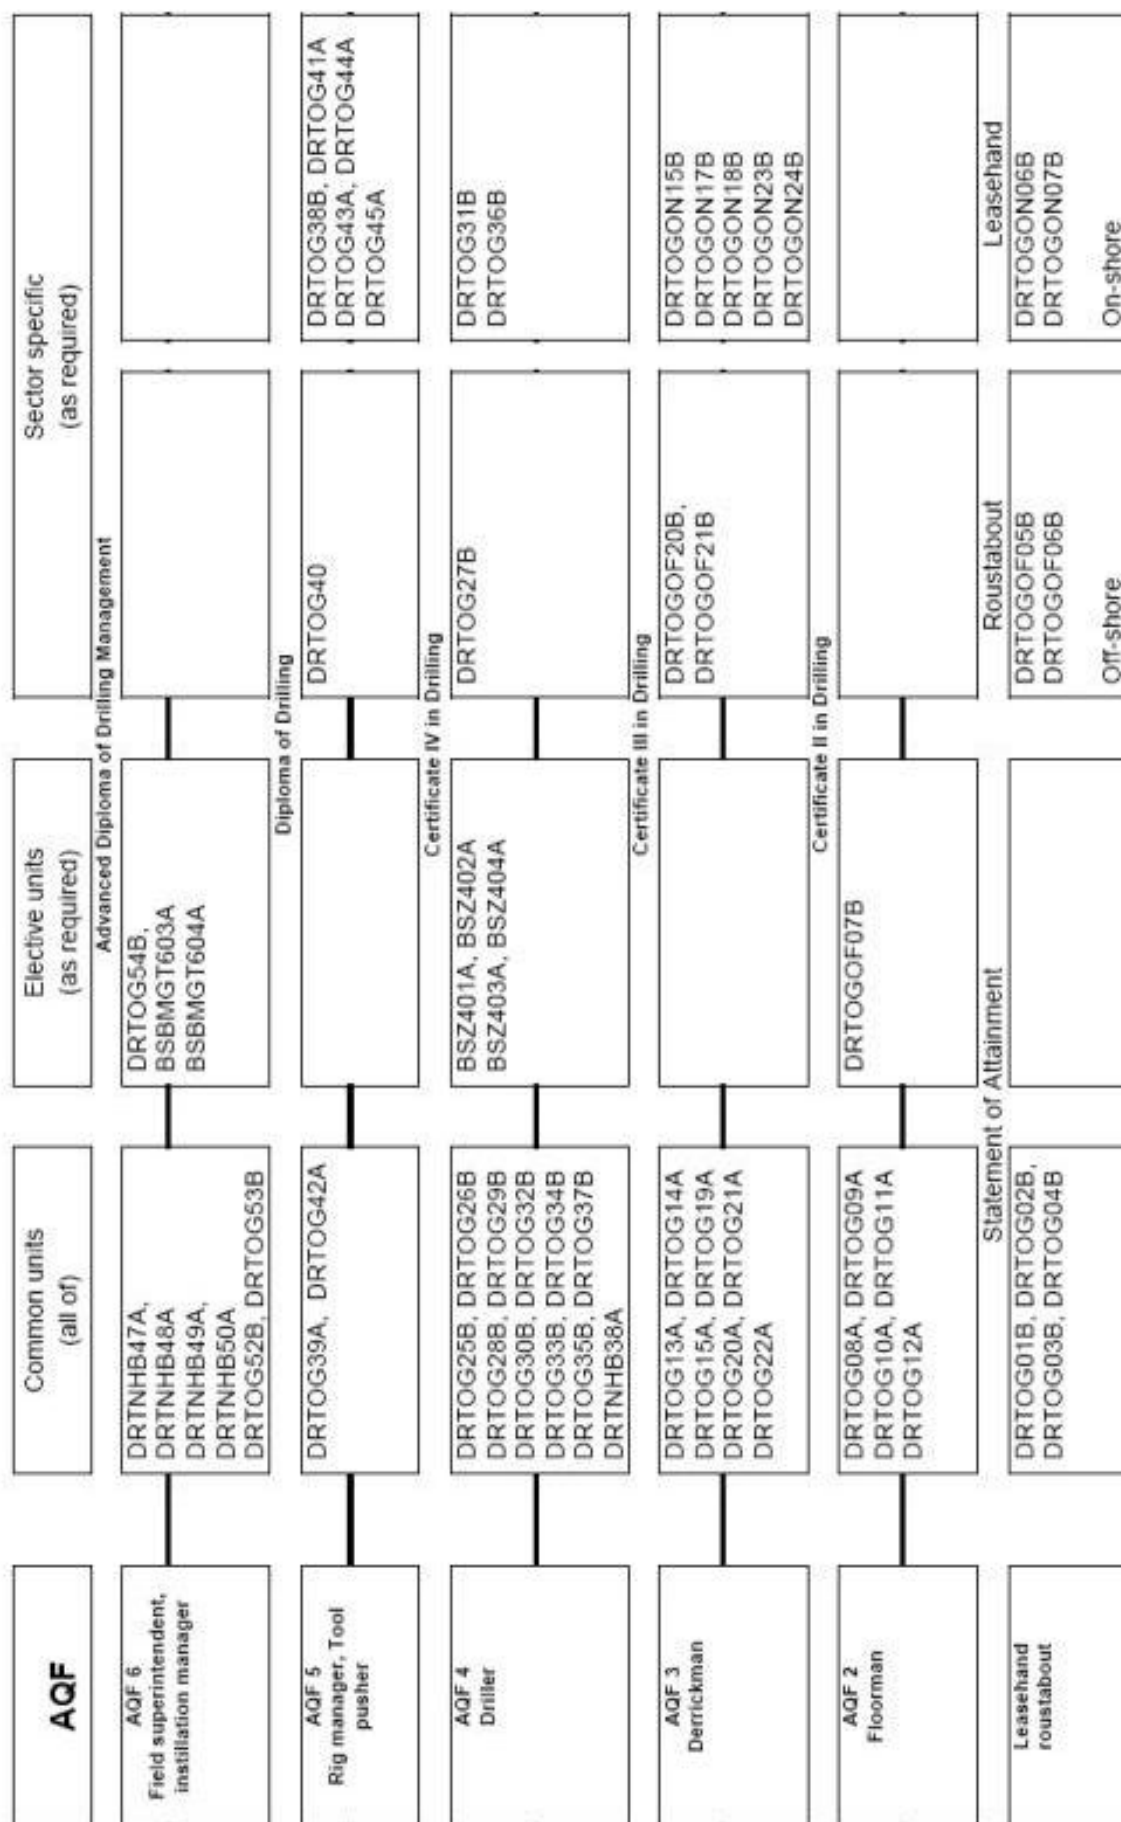 AQF
Common units
(all of)
Elective units
(as required)
Sector specific
(as required)
Advanced Diploma of Drilling Management
AQF 6
Field superintendent,
instillation manager
DRTNHB47A,
DRTNHB48A
DRTNHB49A,
DRTNHB50A
DRTOG52B, DRTOG53B
DRTOG54B,
BSBMGT603A
BSBMGT604A
Diploma of Drilling
AQF 5
Rig manager, Tool
pusher
DRTOG39A, DRTOG42A
DRTOG40
DRTOG38B, DRTOG41A
DRTOG43A, DRTOG44A
DRTOG45A
Certificate IV in Drilling
AQF 4
Driller
DRTOG25B, DRTOG26B
DRTOG28B, DRTOG29B
DRTOG30B, DRTOG32B
DRTOG33B, DRTOG34B
DRTOG35B, DRTOG37B
DRTNHB38A
BSZ401A, BSZ402A
BSZ403A, BSZ404A
DRTOG27B
DRTOG31B
DRTOG36B
Certificate III in Drilling
AQF 3
Derrickman
DRTOG13A, DRTOG14A
DRTOG15A, DRTOG19A
DRTOG20A, DRTOG21A
DRTOG22A
DRTOGOF20B,
DRTOGOF21B
DRTOGON15B
DRTOGON17B
DRTOGON18B
DRTOGON23B
DRTOGON24B
Certificate II in Drilling
AQF 2
Floorman
DRTOG08A, DRTOG09A
DRTOG10A, DRTOG11A
DRTOG12A
DRTOGOF07B
Statement of Attainment
Roustabout
Leasehand
Leasehand
roustabout
DRTOG01B, DRTOG02B,
DRTOG03B, DRTOG04B
DRTOGOF05B
DRTOGOF06B
Off-shore
DRTOGON06B
DRTOGON07B
On-shore